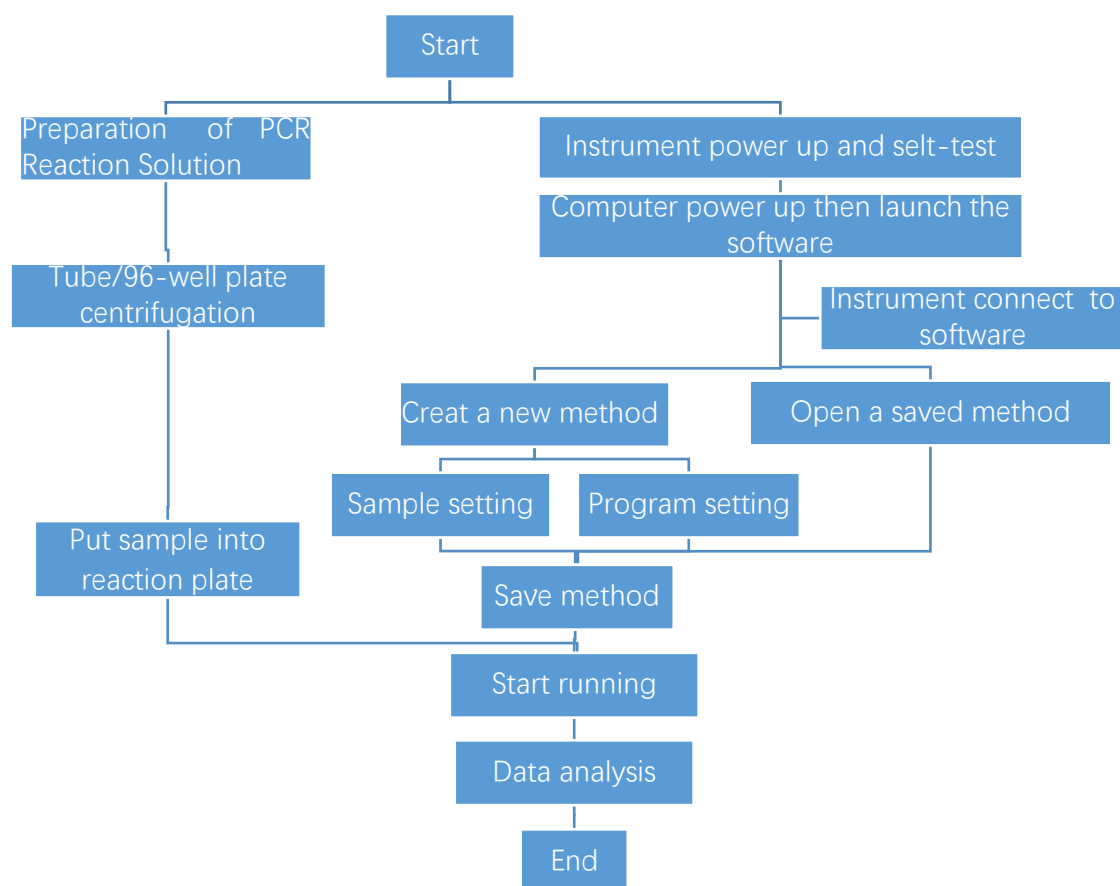 Start
Preparation of PCR
Reaction Solution
Instrument power up and selt-test
Computer power up then launch the
software
Tube/96-well plate
centrifugation
Instrument connect to
software
Creat a new method
Open a saved method
Sample setting
Program setting
Put sample into
reaction plate
Save method
Start running
Data analysis
End